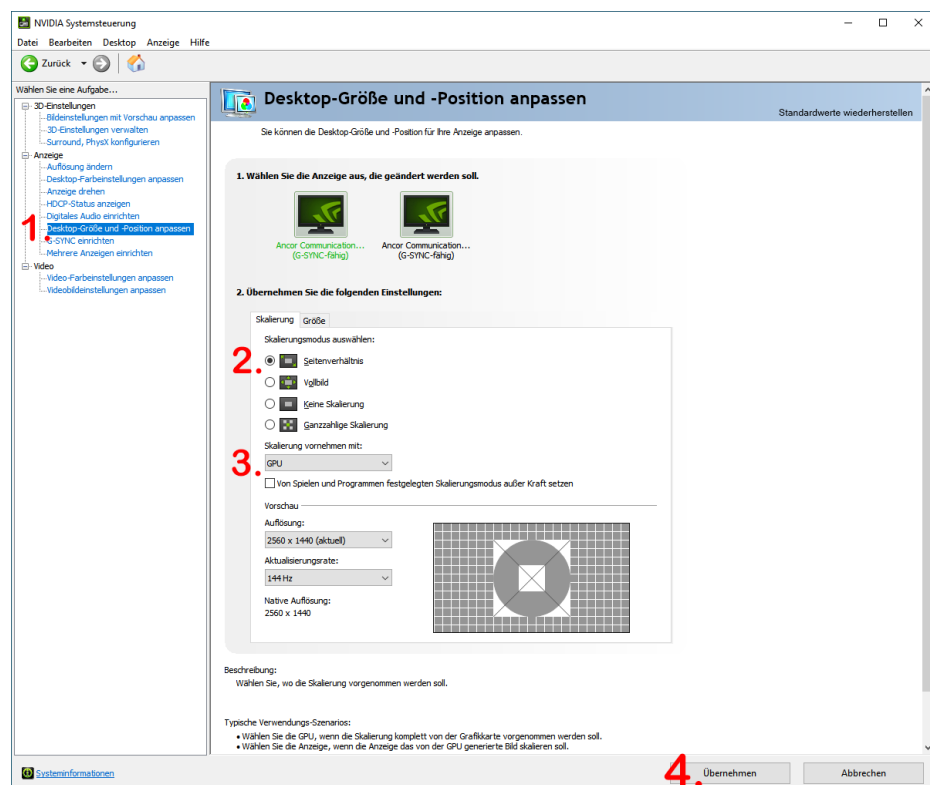 NVIDIA Systemsteuerung
Datei Bearbeiten Desktop Anzeige Hilfe
Zurück
Wählen Sie eine Aufgabe...
3D-Einstellungen
Bildeinstellungen mit Vorschau anpassen
3D-Einstellungen verwalten
Surround, PhysX konfigurieren
Anzeige
Auflösung ändern
Desktop-Farbeinstellungen anpassen
Anzeige drehen
HDCP-Status anzeigen
Digitales Audio einrichten
1. Desktop-Größe und -Position anpassen
G-SYNC einrichten
Mehrere Anzeigen einrichten
Video
Video-Farbeinstellungen anpassen
Videobildeinstellungen anpassen
Systeminformationen
Desktop-Größe und -Position anpassen
Standardwerte wiederherstellen
Sie können die Desktop-Größe und -Position für Ihre Anzeige anpassen.
1. Wählen Sie die Anzeige aus, die geändert werden soll.
Ancor Communication... Ancor Communication...
(G-SYNC-fähig) (G-SYNC-fähig)
2. Übernehmen Sie die folgenden Einstellungen:
Skalierung Größe
Skalierungsmodus auswählen:
2. Seitenverhältnis
Vollbild
Keine Skalierung
Ganzzahlige Skalierung
Skalierung vornehmen mit:
3. GPU
Von Spielen und Programmen festgelegten Skalierungsmodus außer Kraft setzen
Vorschau
Auflösung:
2560 x 1440 (aktuell)
Aktualisierungsrate:
144 Hz
Native Auflösung:
2560 x 1440
Beschreibung:
Wählen Sie, wo die Skalierung vorgenommen werden soll.
Typische Verwendungs-Szenarios:
• Wählen Sie die GPU, wenn die Skalierung komplett von der Grafikkarte vorgenommen werden soll.
• Wählen Sie die Anzeige, wenn die Anzeige das von der GPU generierte Bild skalieren soll.
4. Übernehmen Abbrechen